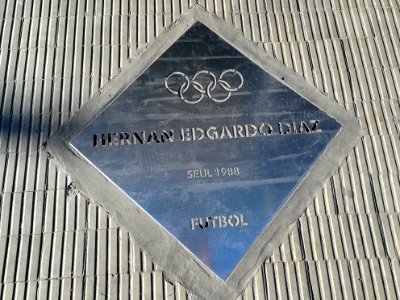 HERNAN EDGARDO DIAZ
SEUL 1988
FUTBOL